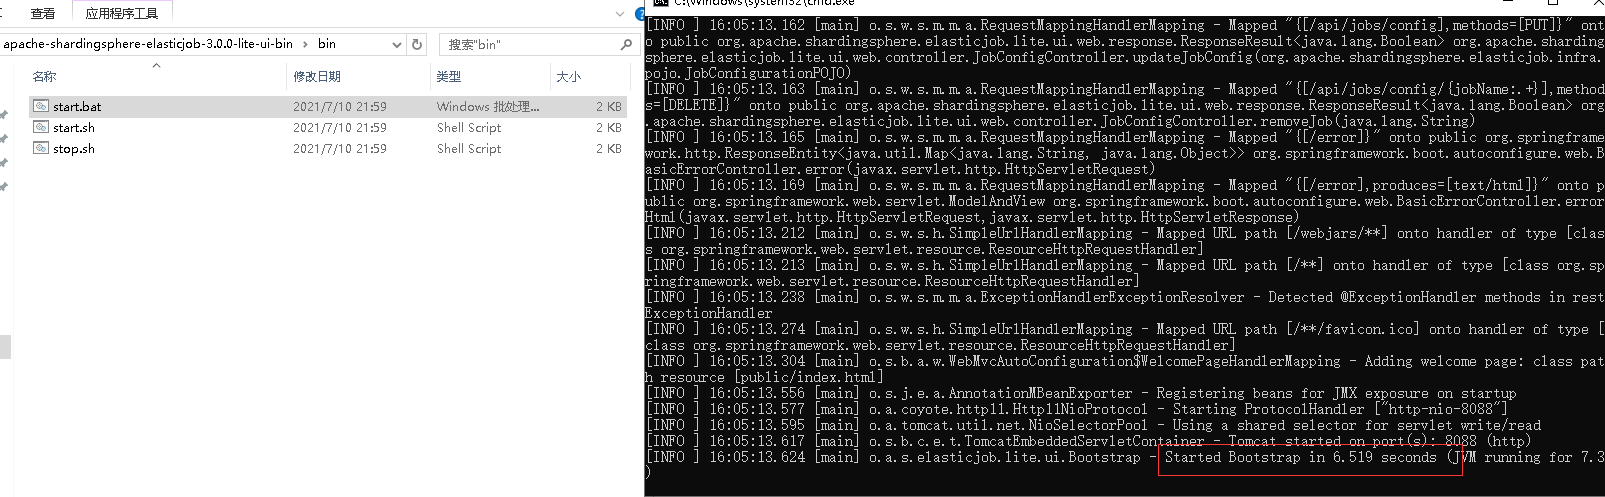 查看
应用程序工具
apache-shardingsphere-elasticjob-3.0.0-lite-ui-bin › bin
搜索"bin"
名称 修改日期 类型 大小
start.bat 2021/7/10 21:59 Windows 批处理... 2 KB
start.sh 2021/7/10 21:59 Shell Script 2 KB
stop.sh 2021/7/10 21:59 Shell Script 2 KB
C:\Windows\system32\cmd.exe
[INFO ] 16:05:13.162 [main] o.s.w.s.m.m.a.RequestMappingHandlerMapping - Mapped "{[/api/jobs/config],methods=[PUT]}" ont
o public org.apache.shardingsphere.elasticjob.lite.ui.web.response.ResponseResult<java.lang.Boolean> org.apache.sharding
sphere.elasticjob.lite.ui.web.controller.JobConfigController.updateJobConfig(org.apache.shardingsphere.elasticjob.infra.
pojo.JobConfigurationPOJO)
[INFO ] 16:05:13.163 [main] o.s.w.s.m.m.a.RequestMappingHandlerMapping - Mapped "{[/api/jobs/config/{jobName:.+}],method
s=[DELETE]}" onto public org.apache.shardingsphere.elasticjob.lite.ui.web.response.ResponseResult<java.lang.Boolean> org
.apache.shardingsphere.elasticjob.lite.ui.web.controller.JobConfigController.removeJob(java.lang.String)
[INFO ] 16:05:13.165 [main] o.s.w.s.m.m.a.RequestMappingHandlerMapping - Mapped "{[/error]}" onto public org.springframe
work.http.ResponseEntity<java.util.Map<java.lang.String, java.lang.Object>> org.springframework.boot.autoconfigure.web.B
asicErrorController.error(javax.servlet.http.HttpServletRequest)
[INFO ] 16:05:13.169 [main] o.s.w.s.m.m.a.RequestMappingHandlerMapping - Mapped "{[/error],produces=[text/html]}" onto p
ublic org.springframework.web.servlet.ModelAndView org.springframework.boot.autoconfigure.web.BasicErrorController.error
Html(javax.servlet.http.HttpServletRequest,javax.servlet.http.HttpServletResponse)
[INFO ] 16:05:13.212 [main] o.s.w.s.h.SimpleUrlHandlerMapping - Mapped URL path [/webjars/**] onto handler of type [clas
s org.springframework.web.servlet.resource.ResourceHttpRequestHandler]
[INFO ] 16:05:13.213 [main] o.s.w.s.h.SimpleUrlHandlerMapping - Mapped URL path [/**] onto handler of type [class org.sp
ringframework.web.servlet.resource.ResourceHttpRequestHandler]
[INFO ] 16:05:13.238 [main] o.s.w.s.m.m.a.ExceptionHandlerExceptionResolver - Detected @ExceptionHandler methods in rest
ExceptionHandler
[INFO ] 16:05:13.274 [main] o.s.w.s.h.SimpleUrlHandlerMapping - Mapped URL path [/**/favicon.ico] onto handler of type [
class org.springframework.web.servlet.resource.ResourceHttpRequestHandler]
[INFO ] 16:05:13.304 [main] o.s.b.a.w.WebMvcAutoConfiguration$WelcomePageHandlerMapping - Adding welcome page: class pat
h resource [public/index.html]
[INFO ] 16:05:13.556 [main] o.s.j.e.a.AnnotationMBeanExporter - Registering beans for JMX exposure on startup
[INFO ] 16:05:13.577 [main] o.a.coyote.http11.Http11NioProtocol - Starting ProtocolHandler ["http-nio-8088"]
[INFO ] 16:05:13.595 [main] o.a.tomcat.util.net.NioSelectorPool - Using a shared selector for servlet write/read
[INFO ] 16:05:13.617 [main] o.s.b.c.e.t.TomcatEmbeddedServletContainer - Tomcat started on port(s): 8088 (http)
[INFO ] 16:05:13.624 [main] o.a.s.elasticjob.lite.ui.Bootstrap - Started Bootstrap in 6.519 seconds (JVM running for 7.3
)